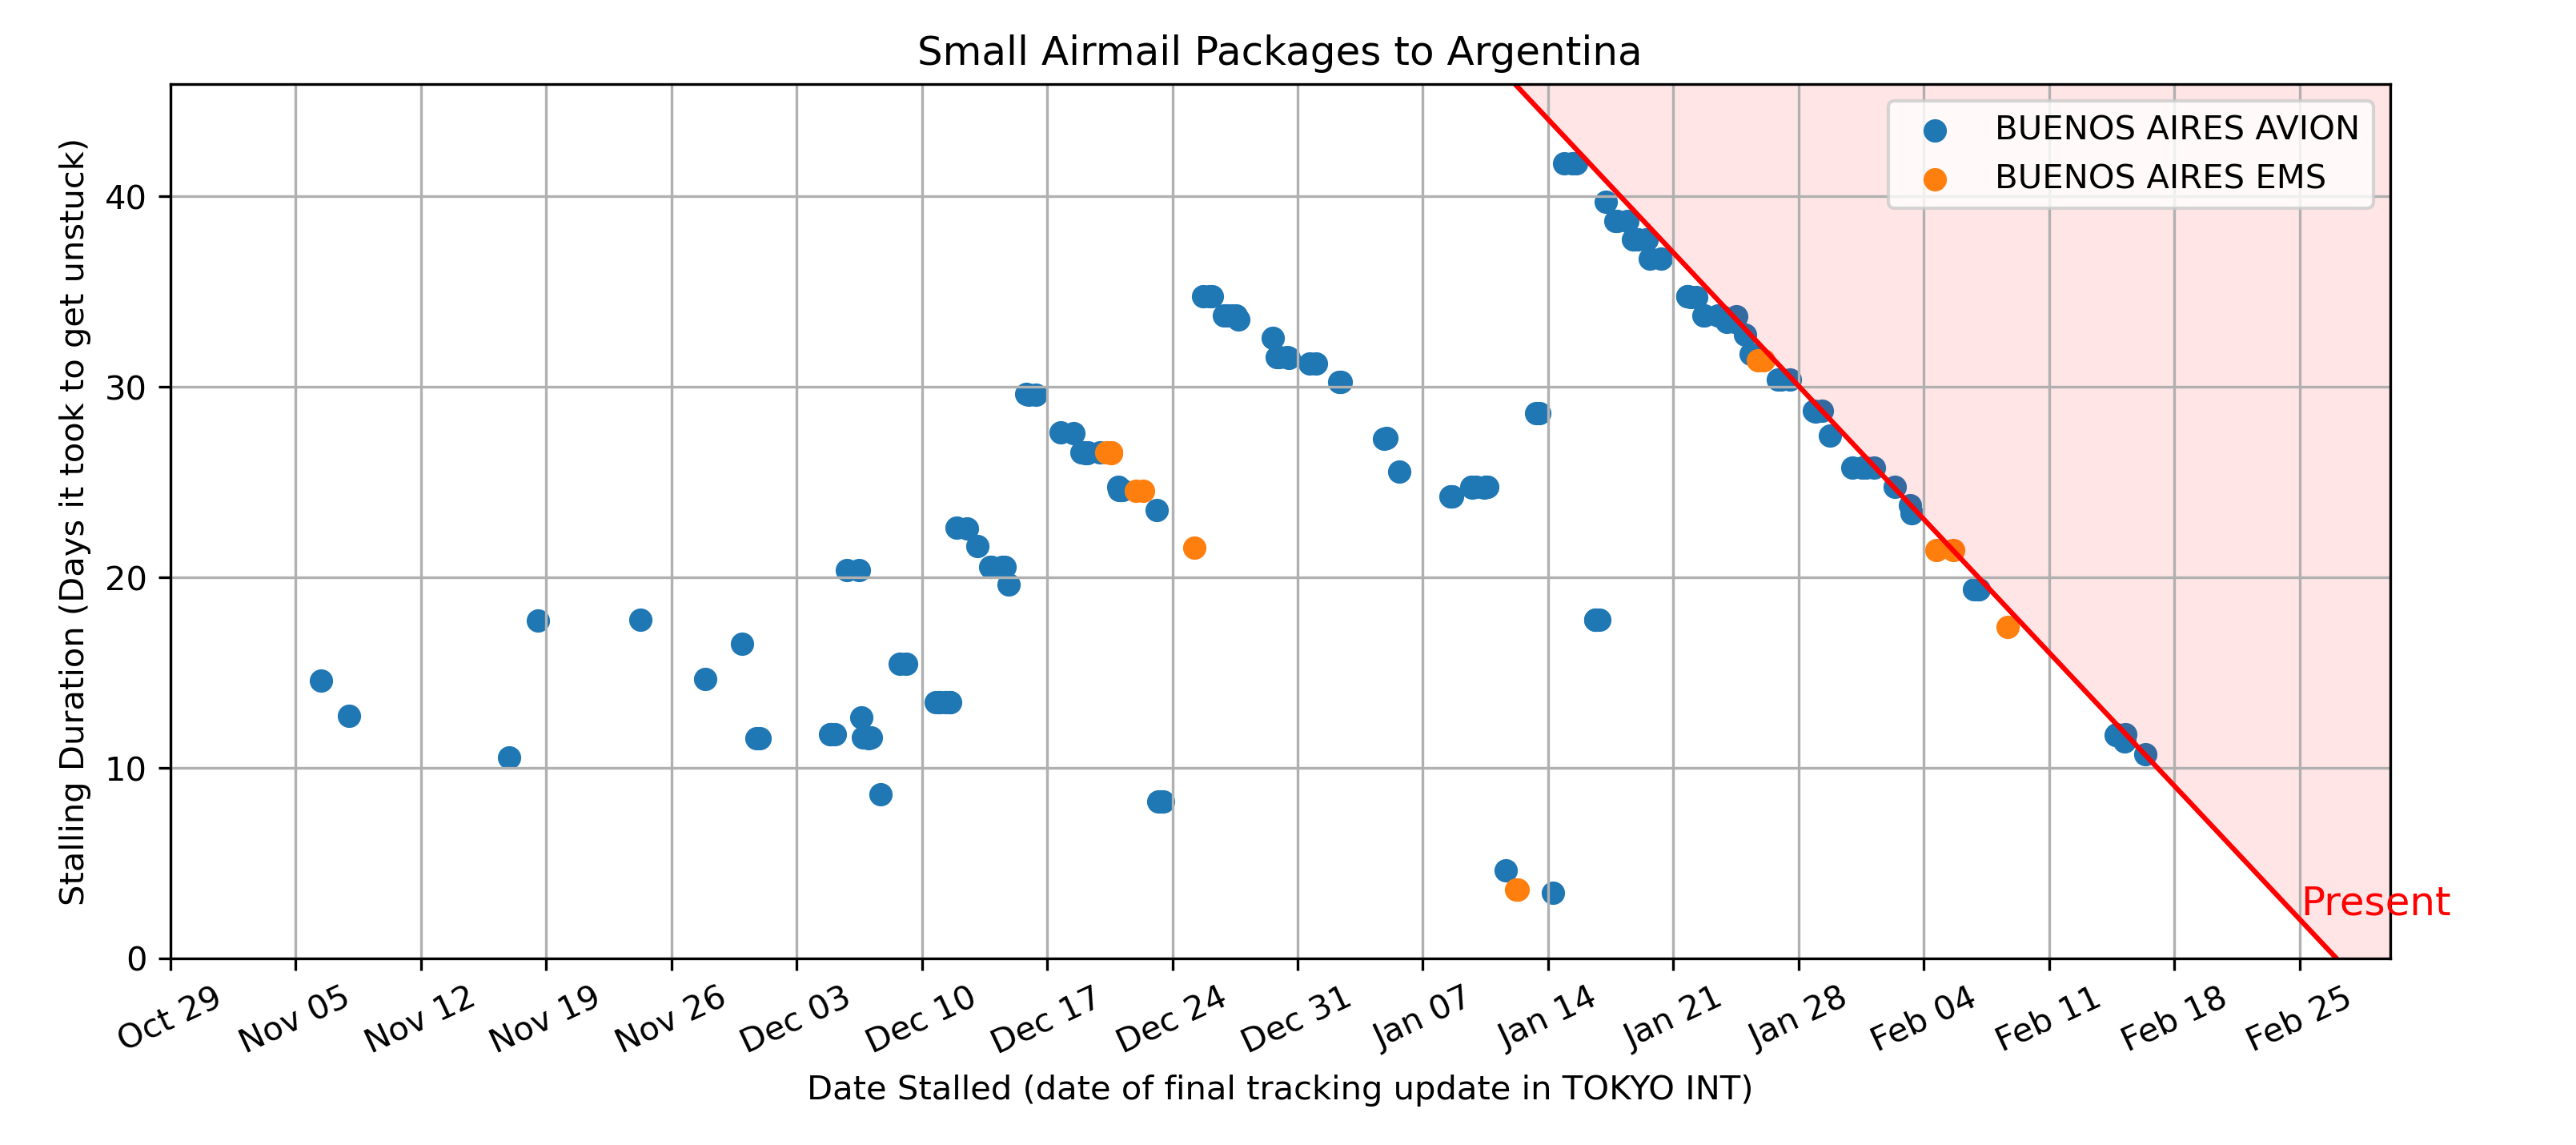 Small Airmail Packages to Argentina
BUENOS AIRES AVION
BUENOS AIRES EMS
Stalling Duration (Days it took to get unstuck)
40
30
20
10
0
Present
Oct 29
Nov 05
Nov 12
Nov 19
Nov 26
Dec 03
Dec 10
Dec 17
Dec 24
Dec 31
Jan 07
Jan 14
Jan 21
Jan 28
Feb 04
Feb 11
Feb 18
Feb 25
Date Stalled (date of final tracking update in TOKYO INT)